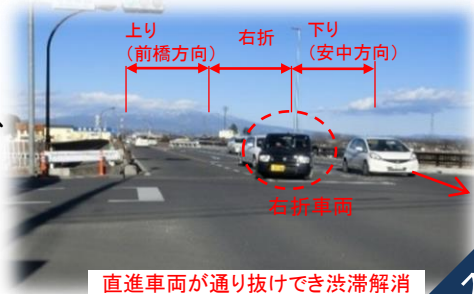 上り
(前橋方向)
右折
下り
(安中方向)
右折車両
直進車両が通り抜けでき渋滞解消